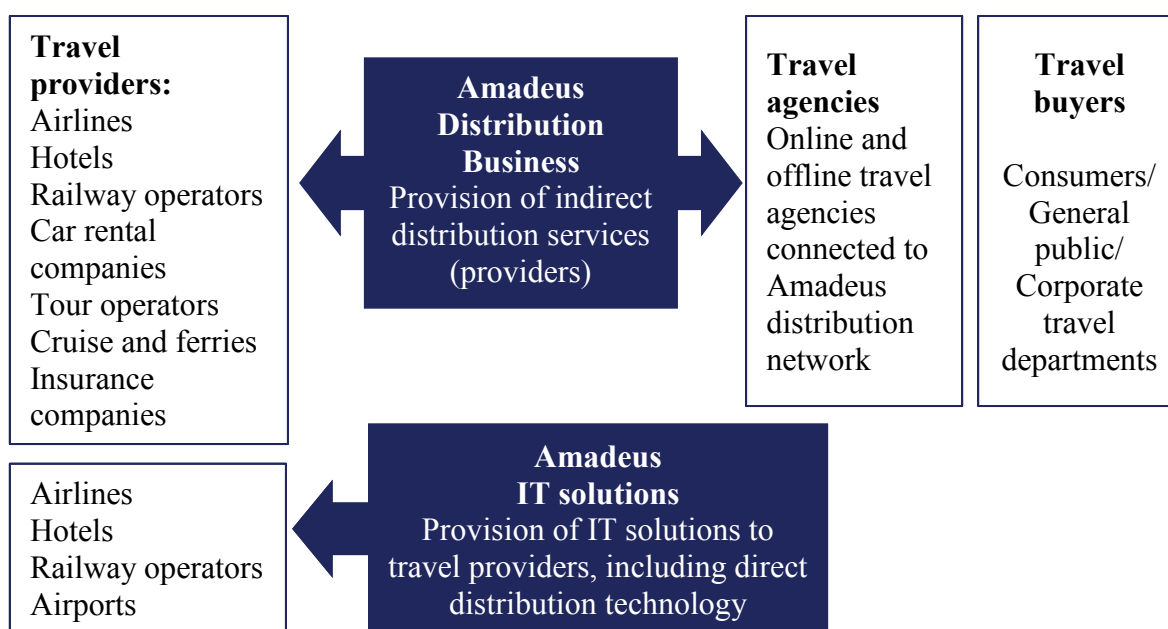 Travel
providers:
Airlines
Hotels
Railway operators
Car rental
companies
Tour operators
Cruise and ferries
Insurance
companies
Amadeus
Distribution
Business
Provision of indirect
distribution services
(providers)
Travel
agencies
Online and
offline travel
agencies
connected to
Amadeus
distribution
network
Travel
buyers
Consumers/
General
public/
Corporate
travel
departments
Airlines
Hotels
Railway operators
Airports
Amadeus
IT solutions
Provision of IT solutions to
travel providers, including direct
distribution technology